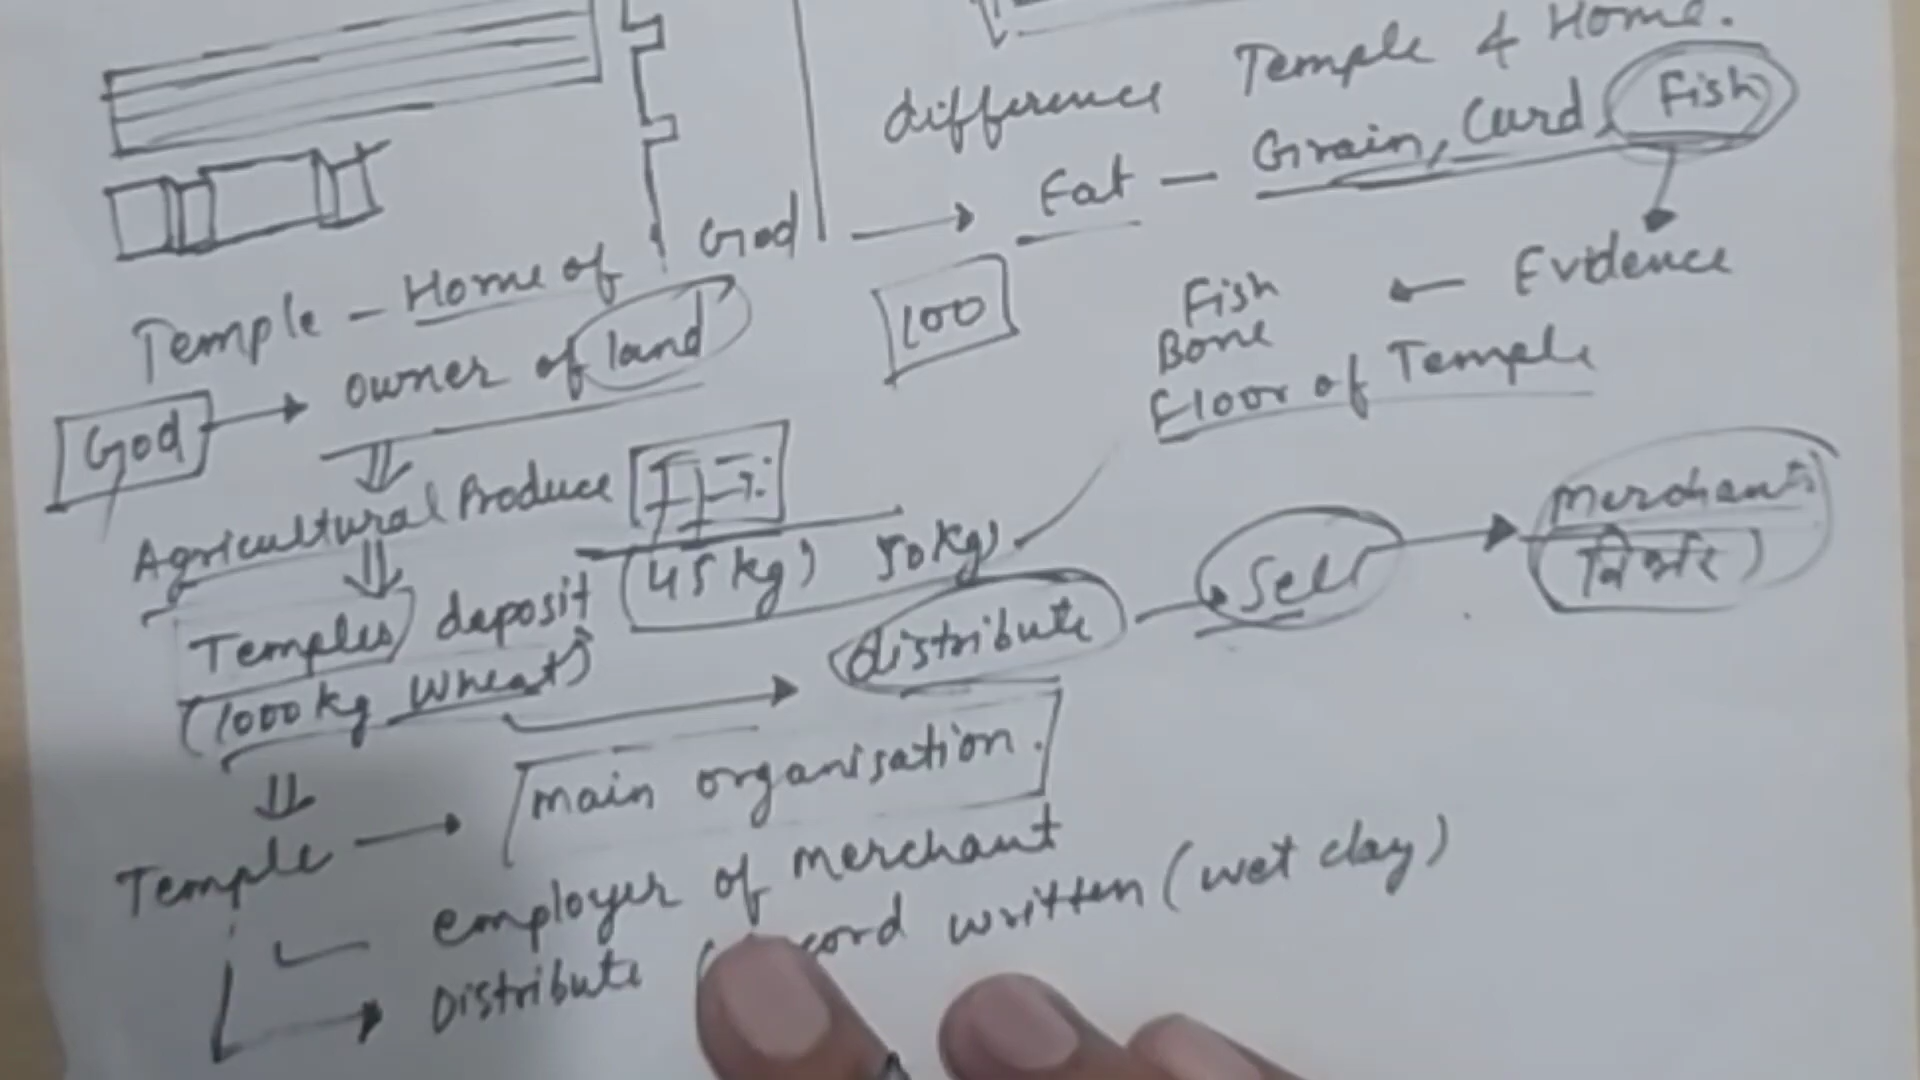 difference Temple & Home.
Temple – Home of God → Eat – Grain, Curd, Fish
Evidence
Fish
Bone
Floor of Temple
100
God → owner of land
Agricultural Produce
Temples deposit (45 kg) 50 kg
(1000 kg wheat) → distribute → Sell → merchant
Temple → main organisation.
employer of merchant
Distribute cord written (wet clay)